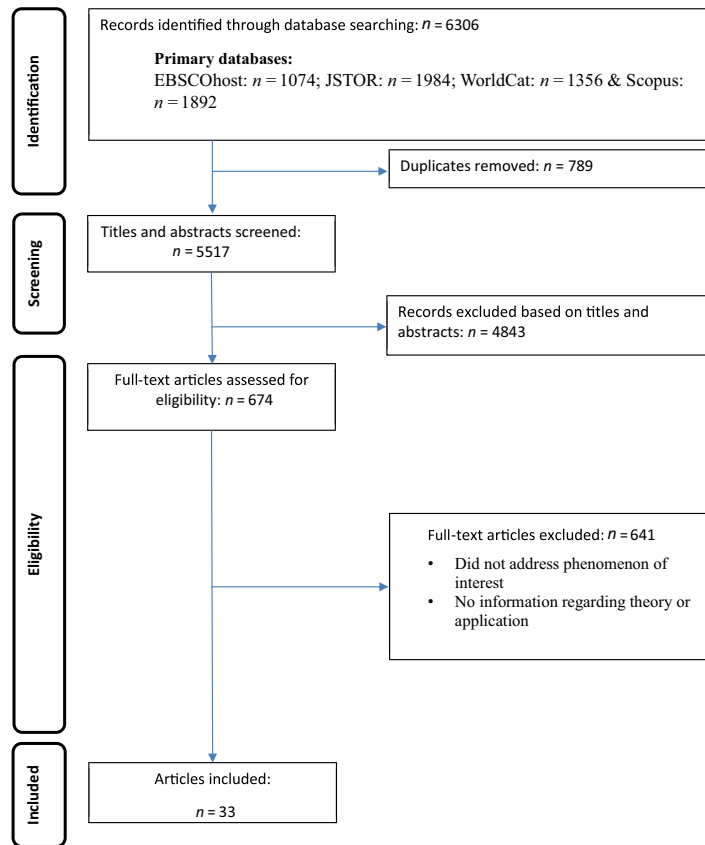 Identification
Records identified through database searching: n = 6306
Primary databases:
EBSCOhost: n = 1074; JSTOR: n = 1984; WorldCat: n = 1356 & Scopus:
n = 1892
Duplicates removed: n = 789
Screening
Titles and abstracts screened:
n = 5517
Records excluded based on titles and
abstracts: n = 4843
Eligibility
Full-text articles assessed for
eligibility: n = 674
Full-text articles excluded: n = 641
• Did not address phenomenon of
interest
• No information regarding theory or
application
Included
Articles included:
n = 33